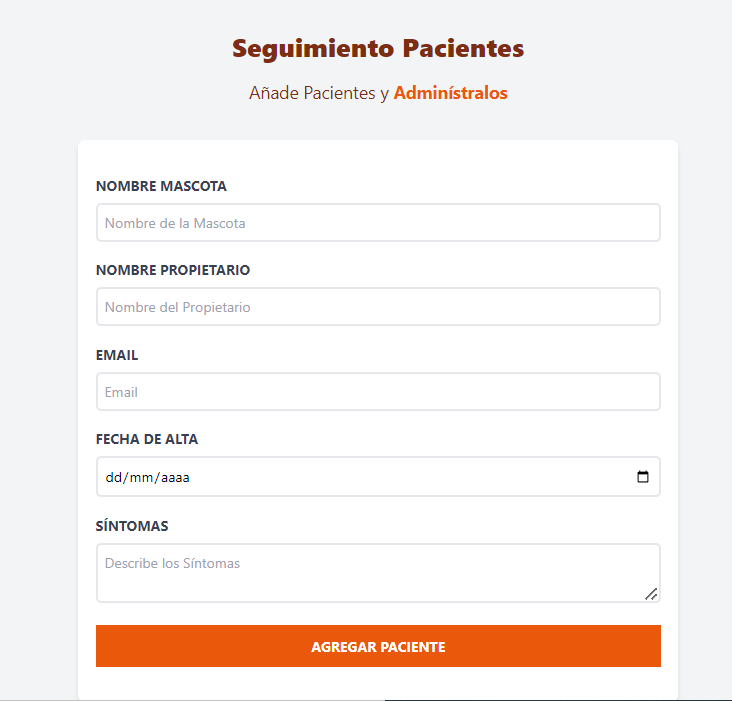 Seguimiento Pacientes
Añade Pacientes y Adminístralos
NOMBRE MASCOTA
Nombre de la Mascota
NOMBRE PROPIETARIO
Nombre del Propietario
EMAIL
Email
FECHA DE ALTA
dd/mm/aaaa
SÍNTOMAS
Describe los Síntomas
AGREGAR PACIENTE